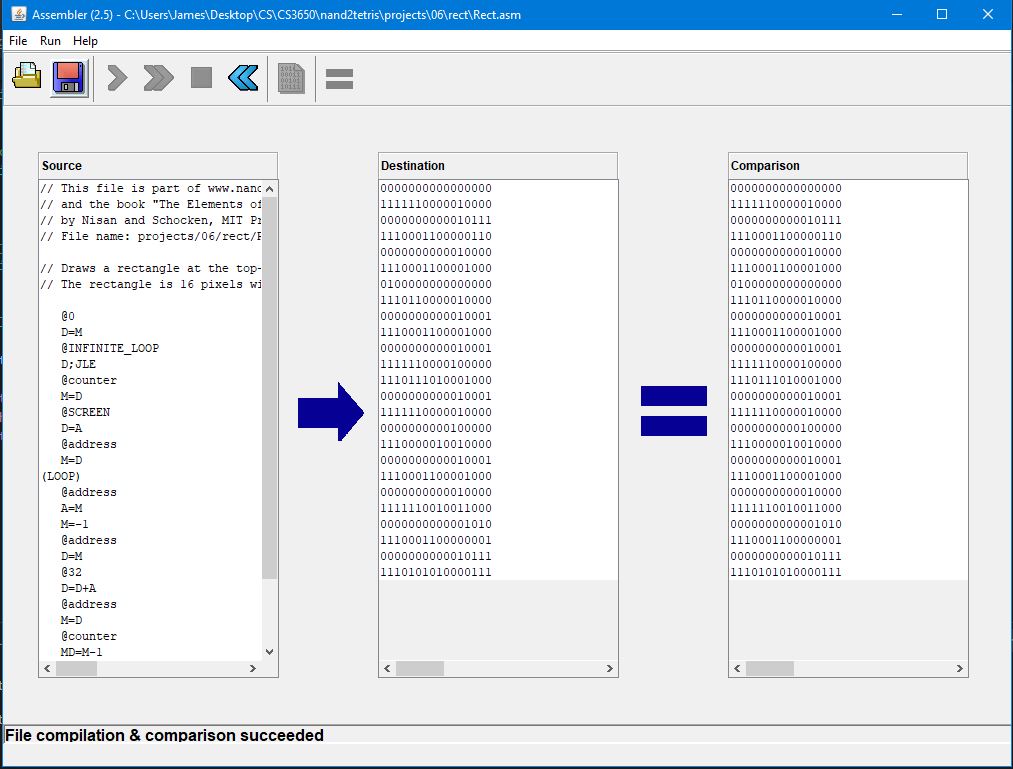 Assembler (2.5) - C:\Users\James\Desktop\CS\CS3650\nand2tetris\projects\06\rect\Rect.asm
File Run Help
Source
// This file is part of www.nand
// and the book "The Elements of
// by Nisan and Schocken, MIT Pr
// File name: projects/06/rect/R
// Draws a rectangle at the top-
// The rectangle is 16 pixels wi
@0
D=M
@INFINITE_LOOP
D;JLE
@counter
M=D
@SCREEN
D=A
@address
M=D
(LOOP)
@address
A=M
M=-1
@address
D=M
@32
D=D+A
@address
M=D
@counter
MD=M-1
Destination
0000000000000000
1111110000010000
0000000000010111
1110001100000110
0000000000010000
1110001100001000
0100000000000000
1110110000010000
0000000000010001
1110001100001000
0000000000010001
1111110000100000
1110111010001000
0000000000010001
1111110000010000
0000000000100000
1110000010010000
0000000000010001
1110001100001000
0000000000010000
1111110010011000
0000000000001010
1110001100000001
0000000000010111
1110101010000111
Comparison
0000000000000000
1111110000010000
0000000000010111
1110001100000110
0000000000010000
1110001100001000
0100000000000000
1110110000010000
0000000000010001
1110001100001000
0000000000010001
1111110000100000
1110111010001000
0000000000010001
1111110000010000
0000000000100000
1110000010010000
0000000000010001
1110001100001000
0000000000010000
1111110010011000
0000000000001010
1110001100000001
0000000000010111
1110101010000111
File compilation & comparison succeeded